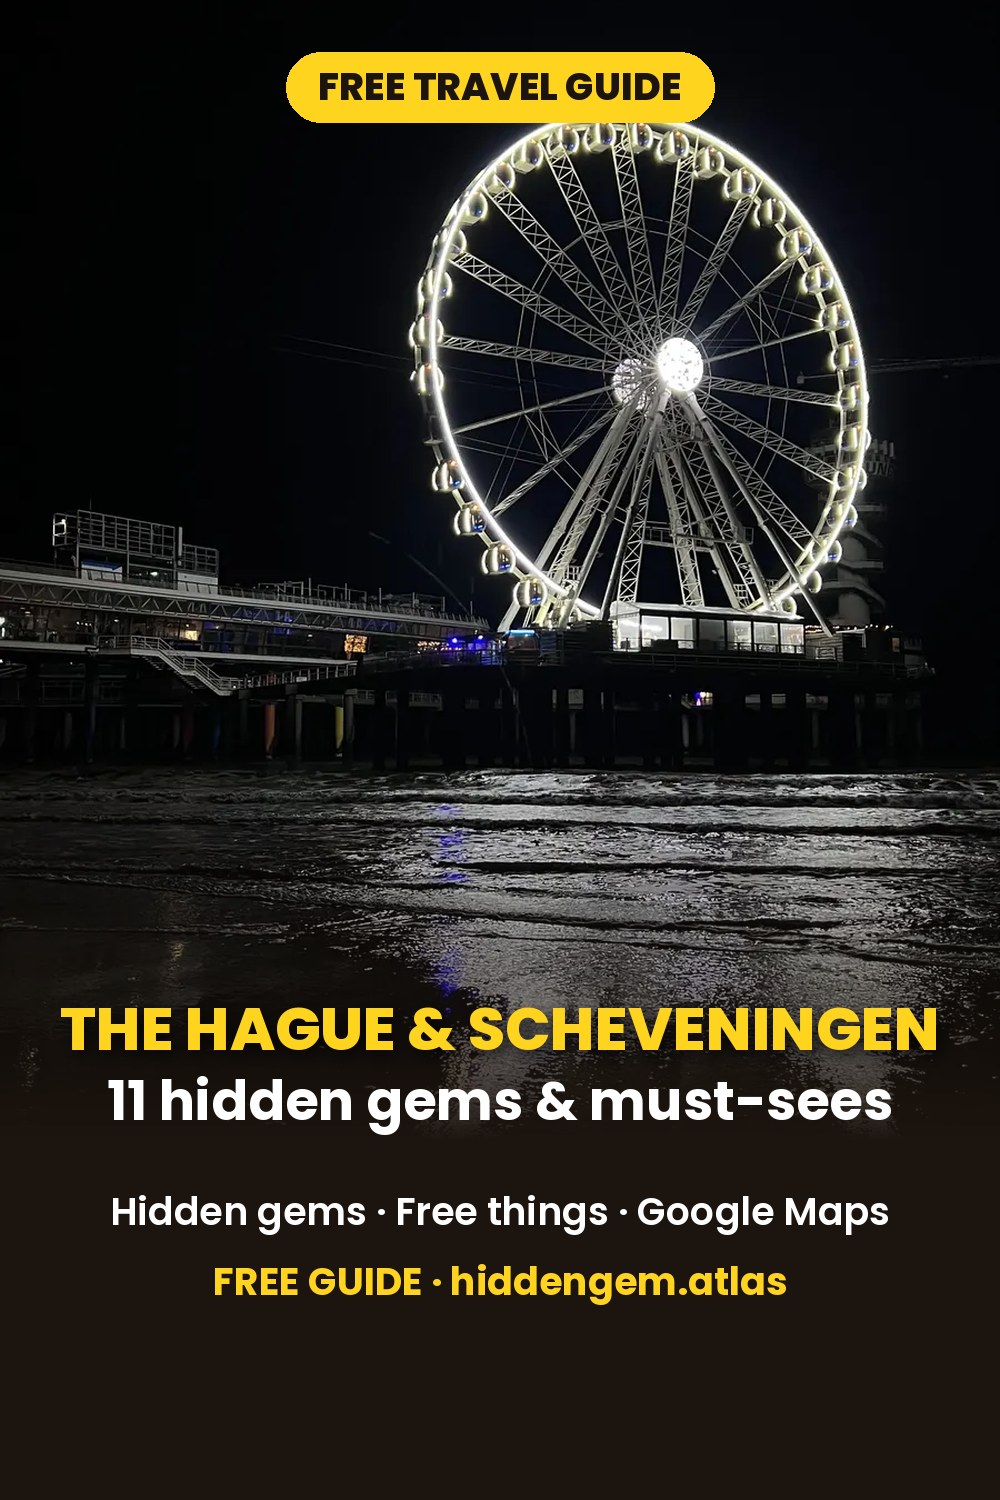 FREE TRAVEL GUIDE
THE HAGUE & SCHEVENINGEN
11 hidden gems & must-sees
Hidden gems · Free things · Google Maps
FREE GUIDE · hiddengem.atlas